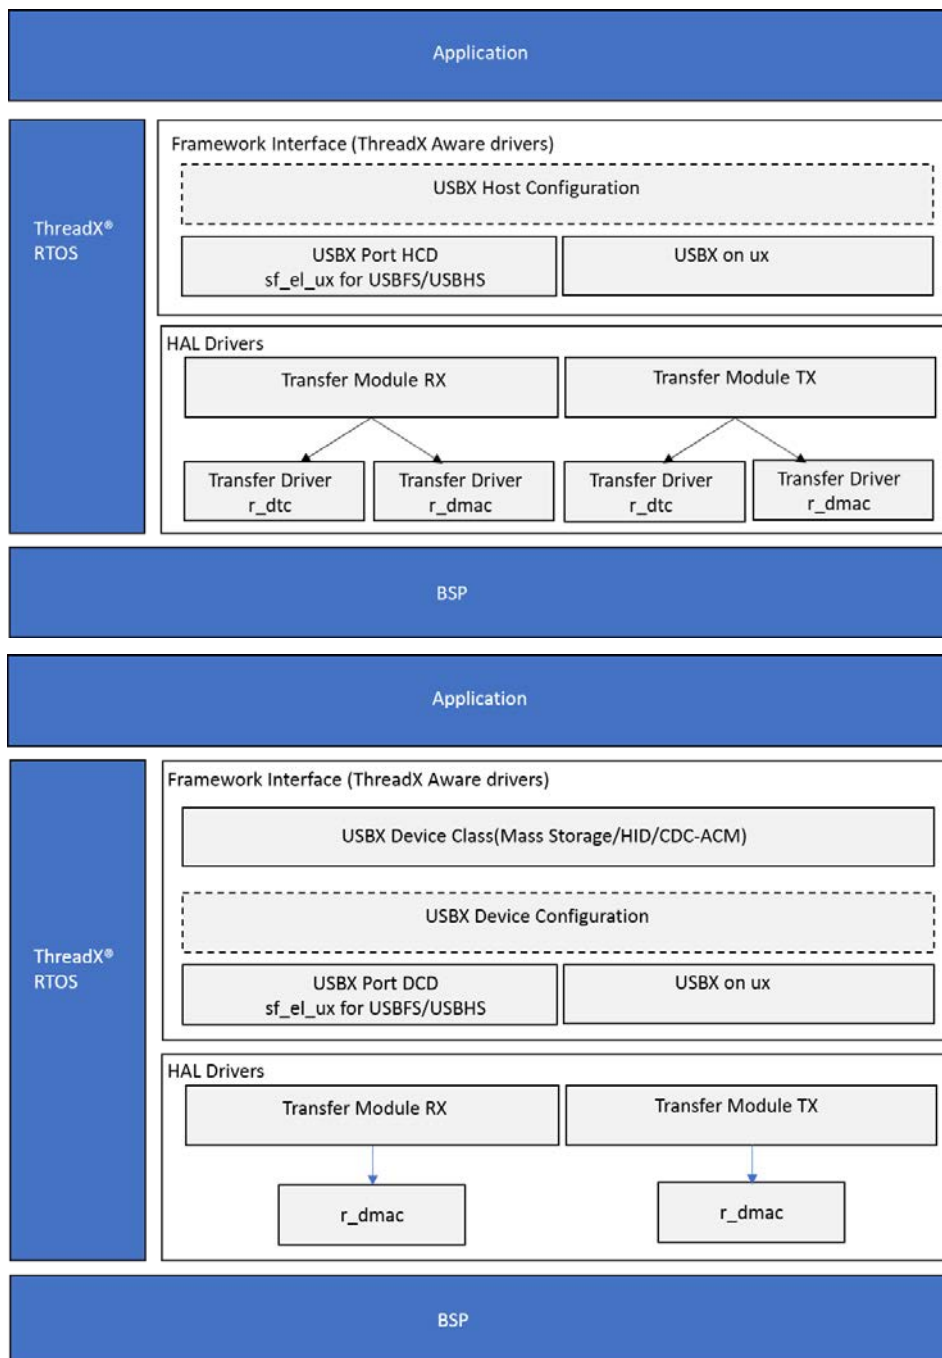 Application
ThreadX®
RTOS
Framework Interface (ThreadX Aware drivers)
USBX Host Configuration
USBX Port HCD
sf_el_ux for USBFS/USBHS
USBX on ux
HAL Drivers
Transfer Module RX
Transfer Module TX
Transfer Driver
r_dtc
Transfer Driver
r_dmac
Transfer Driver
r_dtc
Transfer Driver
r_dmac
BSP
Application
ThreadX®
RTOS
Framework Interface (ThreadX Aware drivers)
USBX Device Class(Mass Storage/HID/CDC-ACM)
USBX Device Configuration
USBX Port DCD
sf_el_ux for USBFS/USBHS
USBX on ux
HAL Drivers
Transfer Module RX
Transfer Module TX
r_dmac
r_dmac
BSP